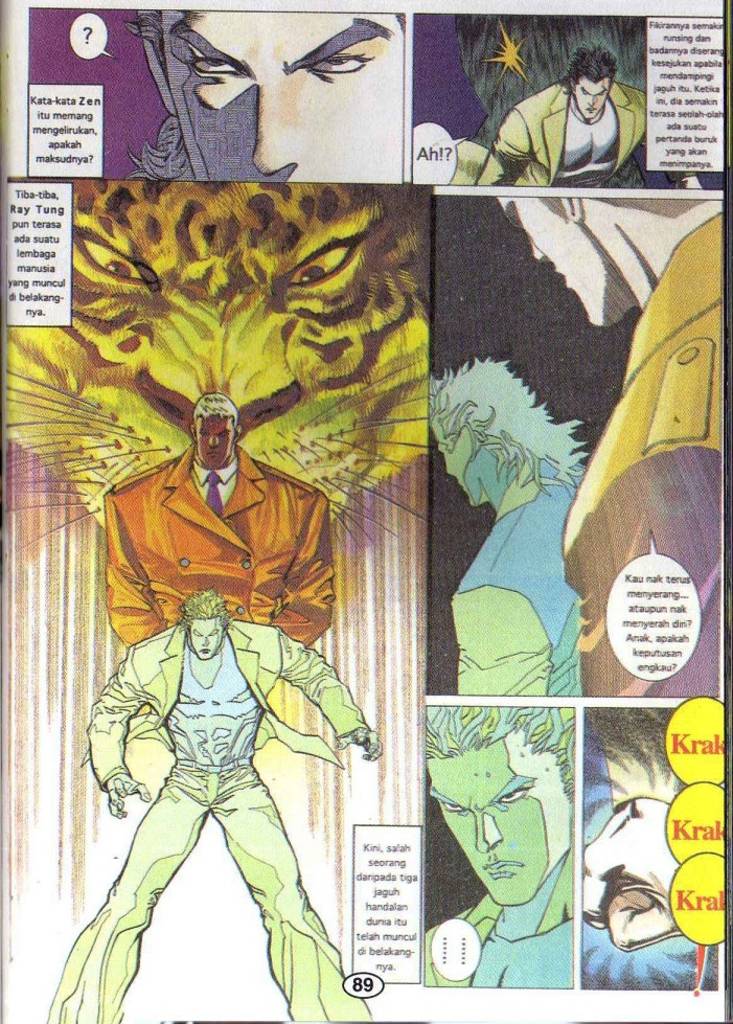 ?
Kata-kata Zen
itu memang
mengelirukan,
apakah
maksudnya?
Ah!?
Fikirannya semakin
runsing dan
badannya diserang
kesejukan apabila
mendampingi
jaguh itu. Ketika
ini, dia semakin
terasa seolah-olah
ada suatu
pertanda buruk
yang akan
menimpanya.
Tiba-tiba,
Ray Tung
pun terasa
ada suatu
lembaga
manusia
yang muncul
di belakang-
nya.
Kau nak terus
menyerang...
ataupun nak
menyerah diri?
Anak, apakah
keputusan
engkau?
Kini, salah
seorang
daripada tiga
jaguh
handalan
dunia itu
telah muncul
di belakang-
nya.
......
Krak
Krak
Krak
!
89